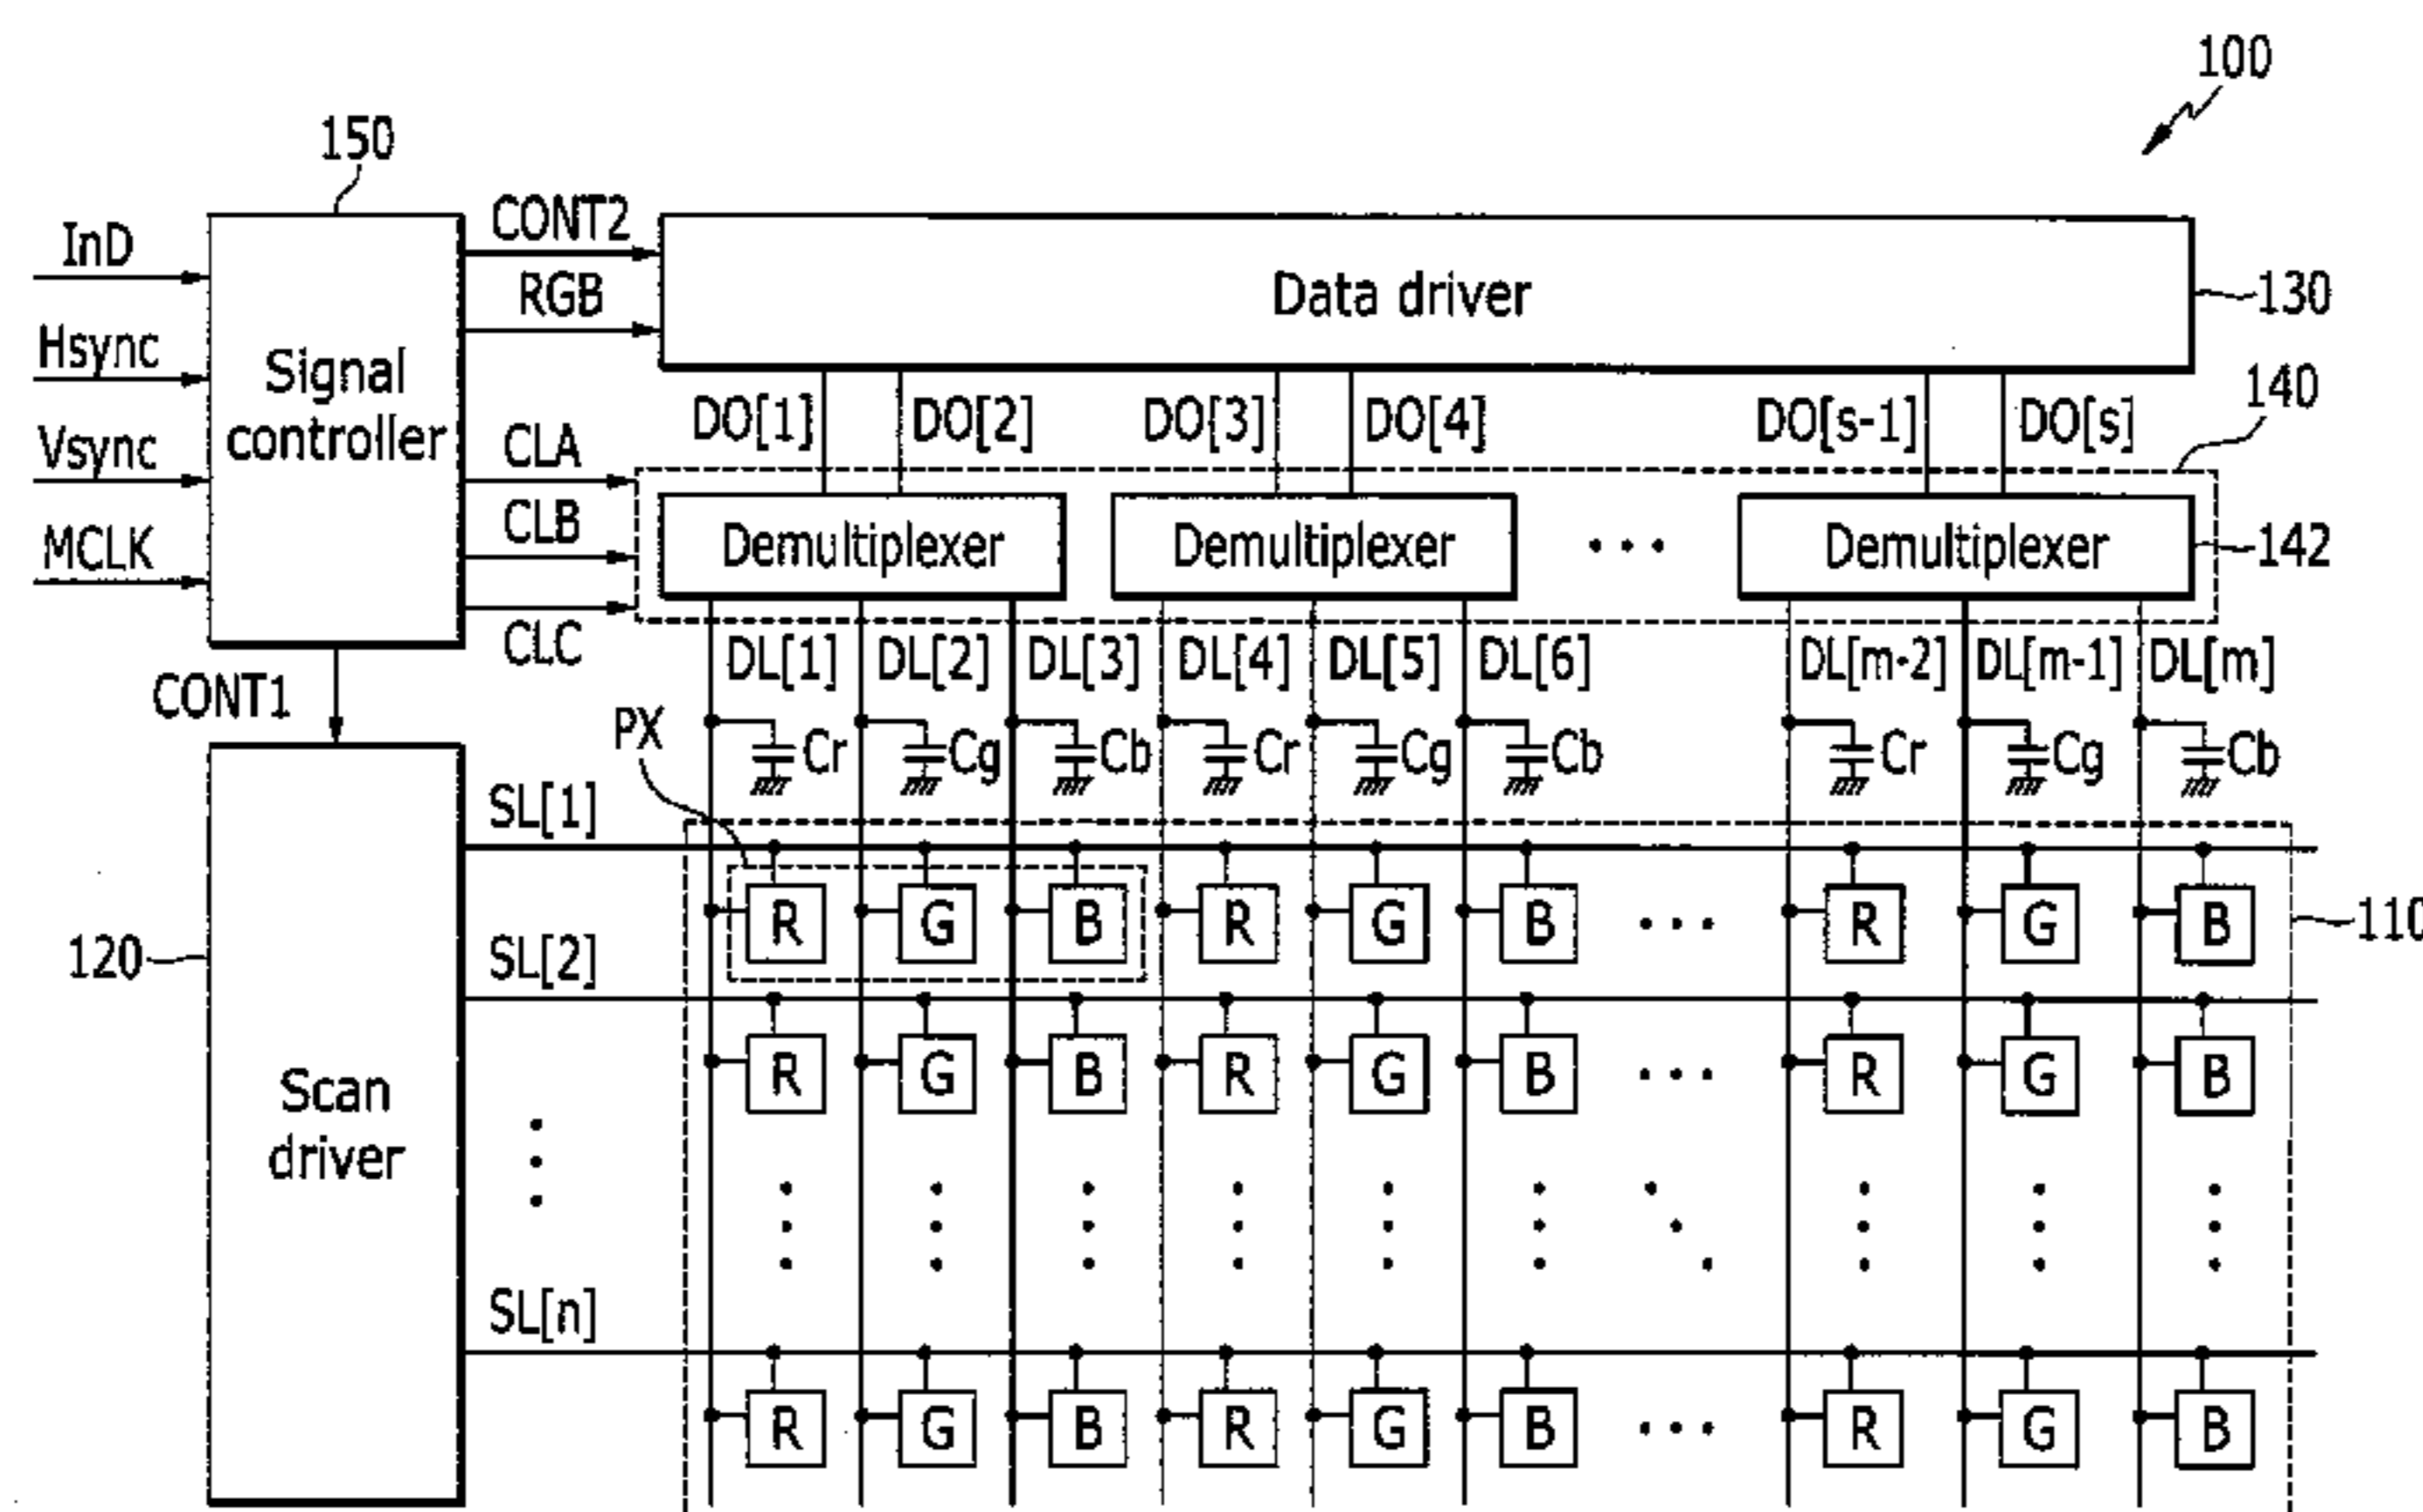 100
150
InD
Hsync
Vsync
MCLK
Signal
controller
CONT2
RGB
CLA
CLB
CLC
CONT1
Data driver
130
DO[1] DO[2] DO[3] DO[4] DO[s-1] DO[s]
140
Demultiplexer Demultiplexer Demultiplexer
142
DL[1] DL[2] DL[3] DL[4] DL[5] DL[6] DL[m-2] DL[m-1] DL[m]
PX
Cr Cg Cb Cr Cg Cb Cr Cg Cb
120
Scan
driver
SL[1]
R G B R G B R G B
110
SL[2]
R G B R G B R G B
SL[n]
R G B R G B R G B